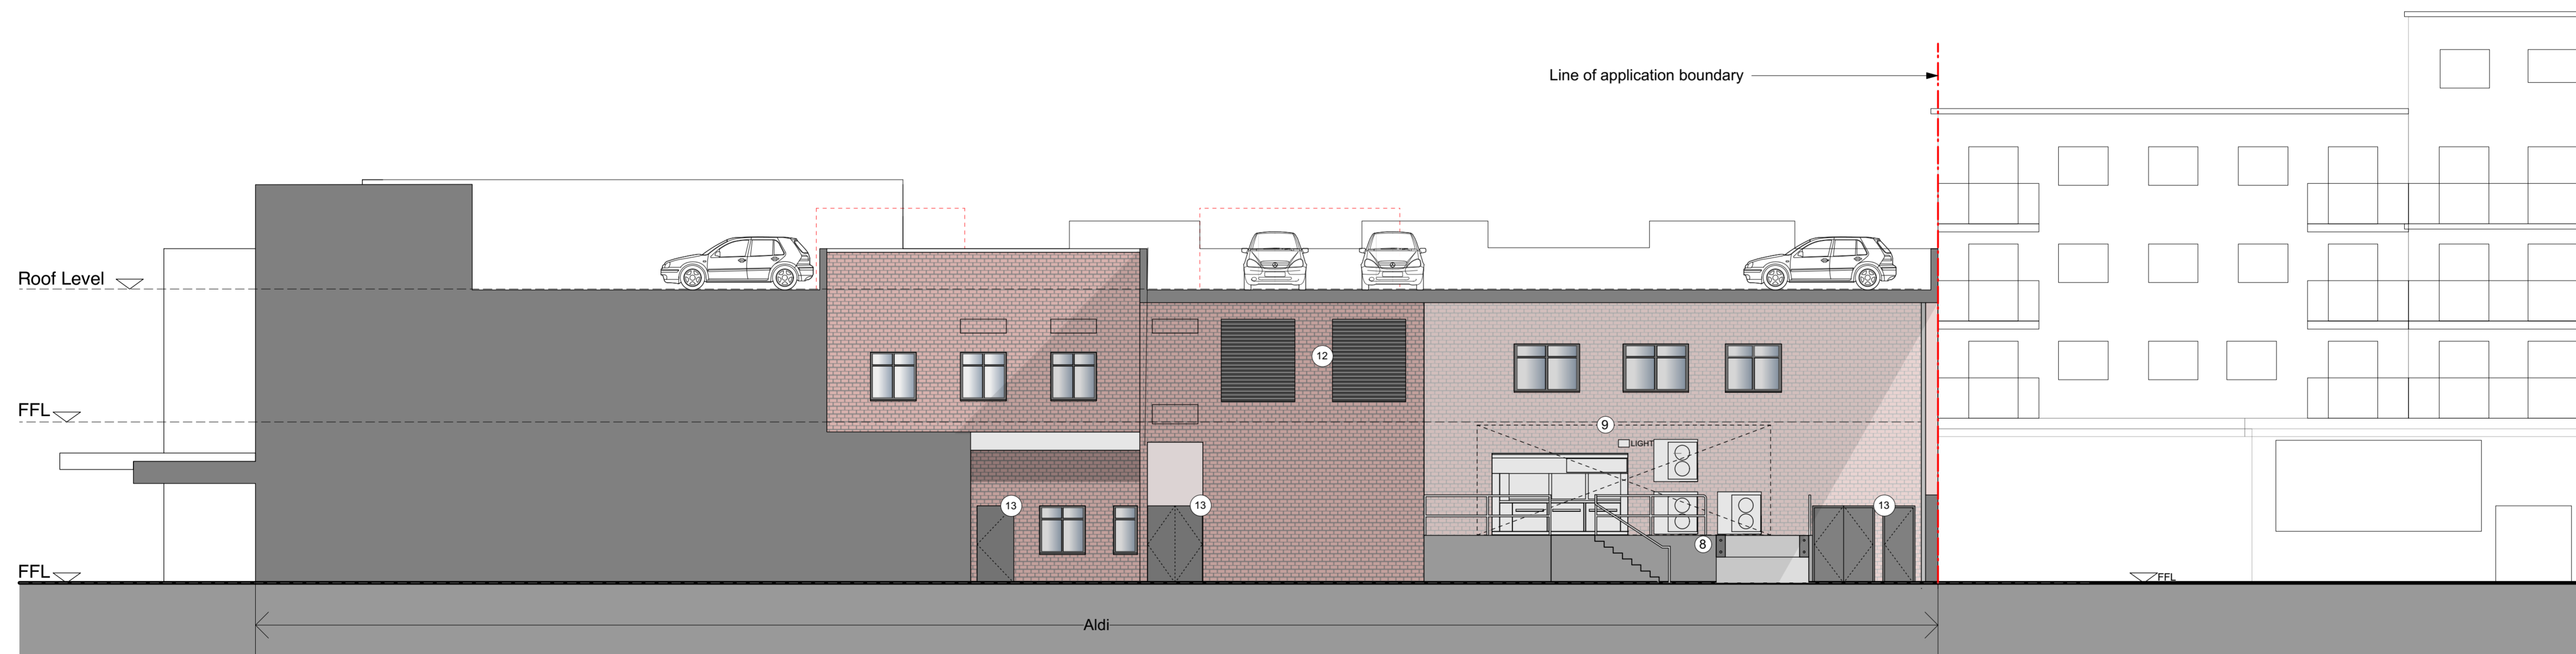 Line of application boundary
Roof Level
12
FFL
9
LIGHT
13
13
13
8
FFL
FFL
Aldi